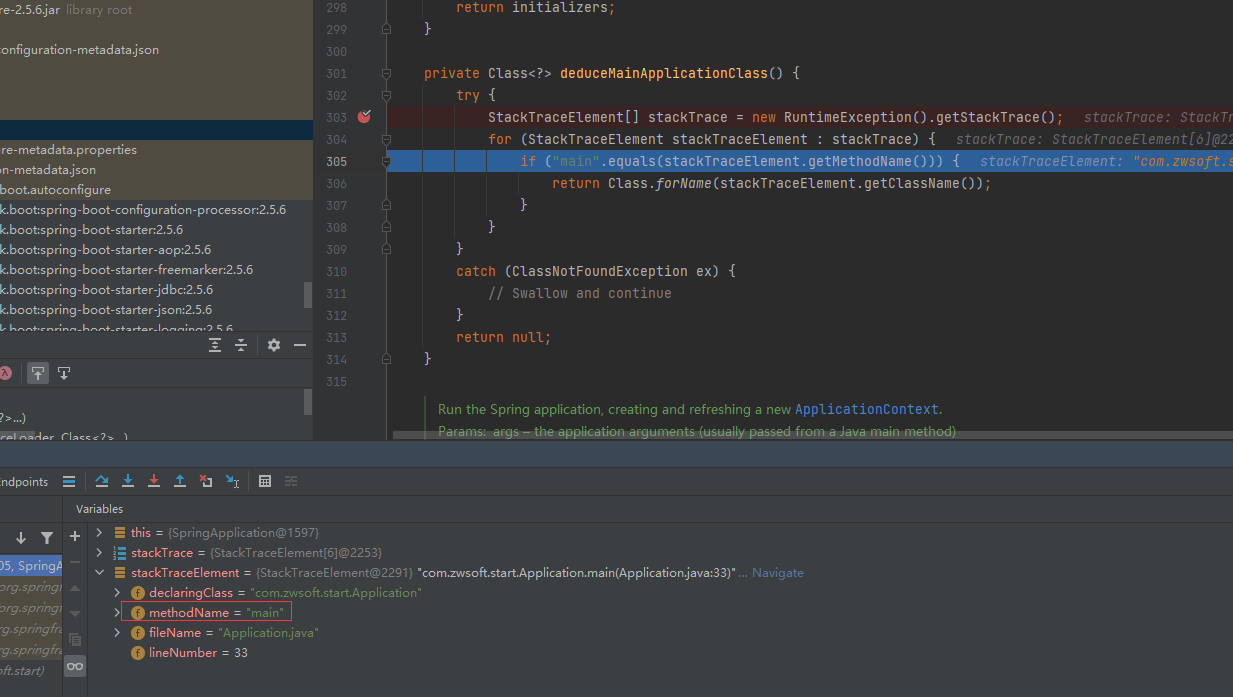 re-2.5.6.jar library root
onfiguration-metadata.json
re-metadata.properties
on-metadata.json
boot.autoconfigure
k.boot:spring-boot-configuration-processor:2.5.6
k.boot:spring-boot-starter:2.5.6
k.boot:spring-boot-starter-aop:2.5.6
k.boot:spring-boot-starter-freemarker:2.5.6
k.boot:spring-boot-starter-jdbc:2.5.6
k.boot:spring-boot-starter-json:2.5.6
k.boot:spring-boot-starter-logging:2.5.6
?>...)
ceLoader, Class<?>...)
298 return initializers;
299 }
300
301 private Class<?> deduceMainApplicationClass() {
302 try {
303 StackTraceElement[] stackTrace = new RuntimeException().getStackTrace(); stackTrace: StackTr
304 for (StackTraceElement stackTraceElement : stackTrace) { stackTrace: StackTraceElement[6]@22
305 if ("main".equals(stackTraceElement.getMethodName())) { stackTraceElement: "com.zwsoft.s
306 return Class.forName(stackTraceElement.getClassName());
307 }
308 }
309 }
310 catch (ClassNotFoundException ex) {
311 // Swallow and continue
312 }
313 return null;
314 }
315
Run the Spring application, creating and refreshing a new ApplicationContext.
Params: args – the application arguments (usually passed from a Java main method)
Endpoints
Variables
05, SpringA
org.springf
org.springf
rg.springfra
rg.springfra
oft.start)
this = {SpringApplication@1597}
stackTrace = {StackTraceElement[6]@2253}
stackTraceElement = {StackTraceElement@2291} "com.zwsoft.start.Application.main(Application.java:33)"... Navigate
f declaringClass = "com.zwsoft.start.Application"
f methodName = "main"
f fileName = "Application.java"
f lineNumber = 33